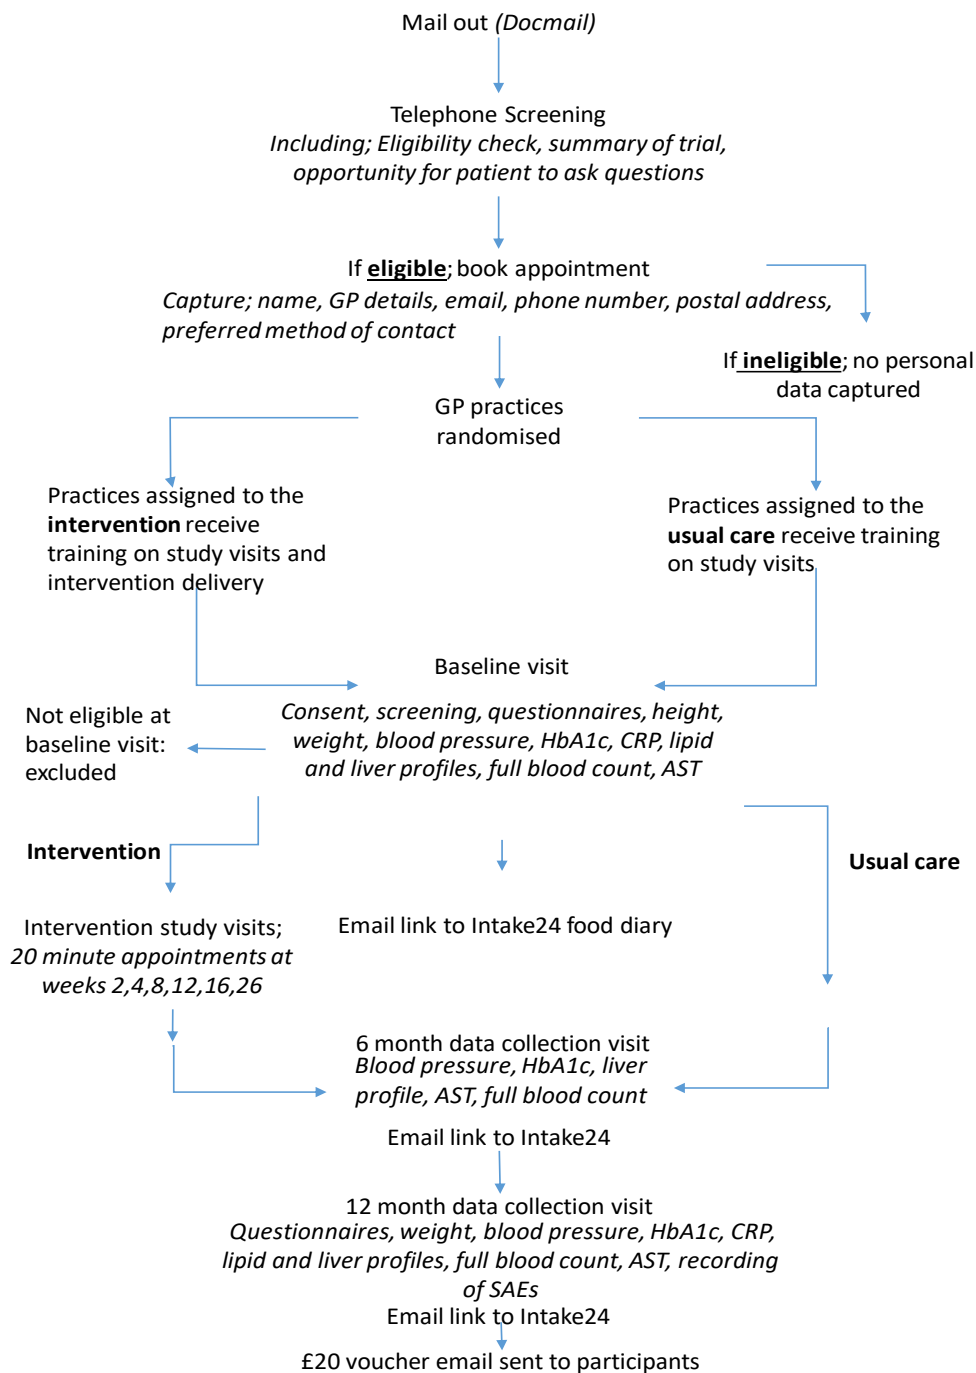 Mail out (Docmail)
Telephone Screening
Including; Eligibility check, summary of trial,
opportunity for patient to ask questions
If eligible; book appointment
Capture; name, GP details, email, phone number, postal address,
preferred method of contact
If ineligible; no personal
data captured
GP practices
randomised
Practices assigned to the
intervention receive
training on study visits and
intervention delivery
Practices assigned to the
usual care receive training
on study visits
Baseline visit
Consent, screening, questionnaires, height,
weight, blood pressure, HbA1c, CRP, lipid
and liver profiles, full blood count, AST
Not eligible at
baseline visit:
excluded
Intervention
Usual care
Intervention study visits;
20 minute appointments at
weeks 2,4,8,12,16,26
Email link to Intake24 food diary
6 month data collection visit
Blood pressure, HbA1c, liver
profile, AST, full blood count
Email link to Intake24
12 month data collection visit
Questionnaires, weight, blood pressure, HbA1c, CRP,
lipid and liver profiles, full blood count, AST, recording
of SAEs
Email link to Intake24
£20 voucher email sent to participants